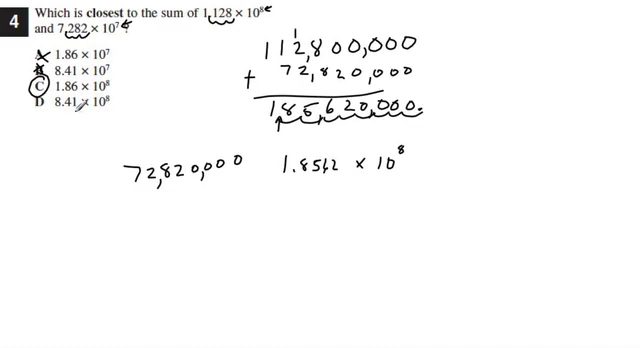 4
Which is closest to the sum of 1.128 × 10⁸
and 7.282 × 10⁷?
A 1.86 × 10⁷
B 8.41 × 10⁷
C 1.86 × 10⁸
D 8.41 × 10⁸
1
112,800,000
+ 72,820,000
185,620,000.
72,820,000 1.8562 × 10⁸